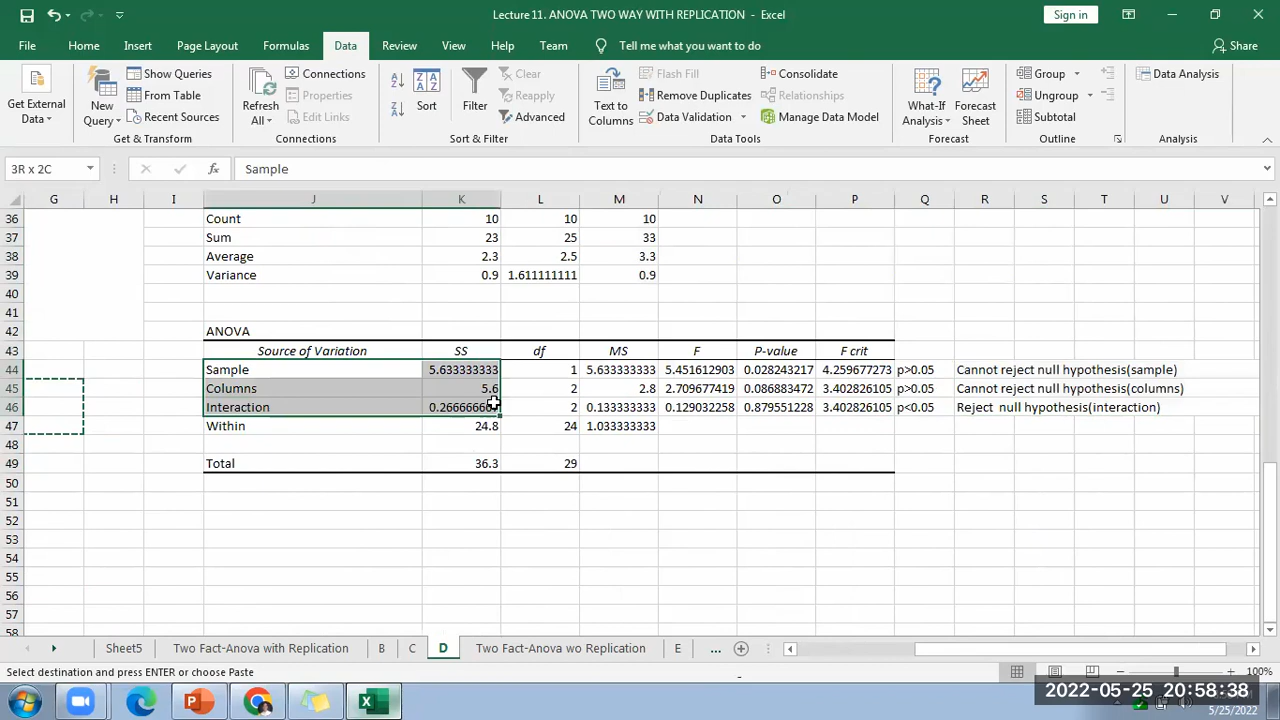 Lecture 11. ANOVA TWO WAY WITH REPLICATION - Excel
Sign in
File Home Insert Page Layout Formulas Data Review View Help Team Tell me what you want to do Share
Get External Data
New Query
Show Queries
From Table
Recent Sources
Get & Transform
Refresh All
Connections
Properties
Edit Links
Connections
Sort
Filter
Clear
Reapply
Advanced
Sort & Filter
Text to Columns
Flash Fill
Remove Duplicates
Data Validation
Consolidate
Relationships
Manage Data Model
Data Tools
What-If Analysis
Forecast Sheet
Forecast
Group
Ungroup
Subtotal
Outline
Data Analysis
Analysis
3R x 2C fx Sample
G H I J K L M N O P Q R S T U V
36 Count 10 10 10
37 Sum 23 25 33
38 Average 2.3 2.5 3.3
39 Variance 0.9 1.611111111 0.9
40
41
42 ANOVA
43 Source of Variation SS df MS F P-value F crit
44 Sample 5.633333333 1 5.633333333 5.451612903 0.028243217 4.259677273 p>0.05 Cannot reject null hypothesis(sample)
45 Columns 5.6 2 2.8 2.709677419 0.086883472 3.402826105 p>0.05 Cannot reject null hypothesis(columns)
46 Interaction 2 0.133333333 0.129032258 0.879551228 3.402826105 p<0.05 Reject null hypothesis(interaction)
47 Within 24.8 24 1.033333333
48
49 Total 36.3 29
50
51
52
53
54
55
56
57
58
Sheet5 Two Fact-Anova with Replication B C D Two Fact-Anova wo Replication E ...
Select destination and press ENTER or choose Paste 100%
2022-05-25 20:58:38
5/25/2022